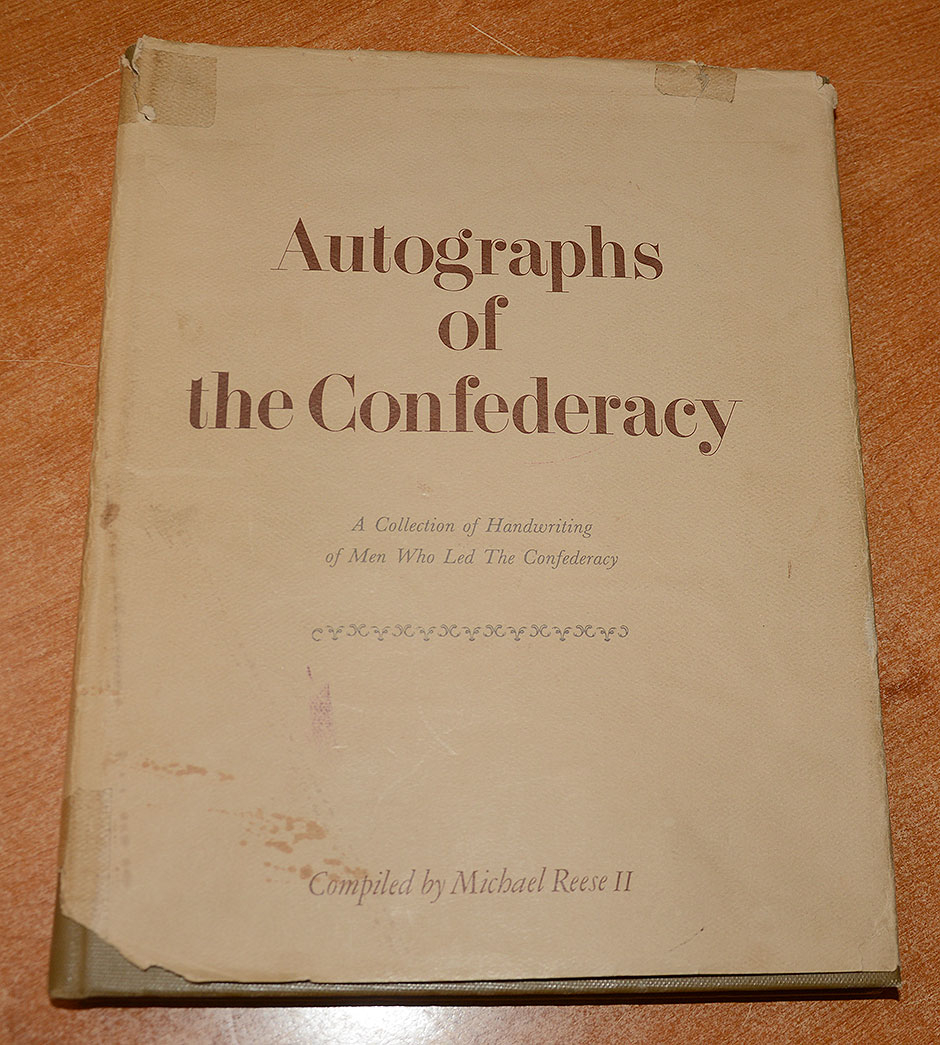 Autographs
of
the Confederacy
A Collection of Handwriting
of Men Who Led The Confederacy
Compiled by Michael Reese II